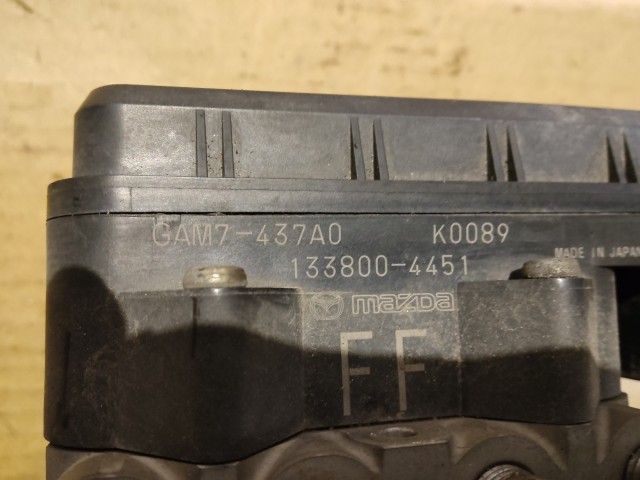 GAM7-437A0 K0089
133800-4451 MADE IN JAPAN
mazda
FF